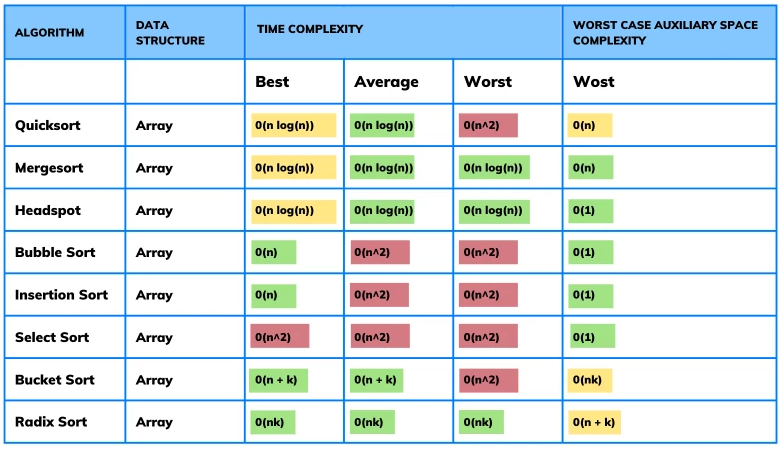 ALGORITHM DATA STRUCTURE TIME COMPLEXITY WORST CASE AUXILIARY SPACE COMPLEXITY
Best Average Worst Wost
Quicksort Array 0(n log(n)) 0(n log(n)) 0(n^2) 0(n)
Mergesort Array 0(n log(n)) 0(n log(n)) 0(n log(n)) 0(n)
Headspot Array 0(n log(n)) 0(n log(n)) 0(n log(n)) 0(1)
Bubble Sort Array 0(n) 0(n^2) 0(n^2) 0(1)
Insertion Sort Array 0(n) 0(n^2) 0(n^2) 0(1)
Select Sort Array 0(n^2) 0(n^2) 0(n^2) 0(1)
Bucket Sort Array 0(n + k) 0(n + k) 0(n^2) 0(nk)
Radix Sort Array 0(nk) 0(nk) 0(nk) 0(n + k)